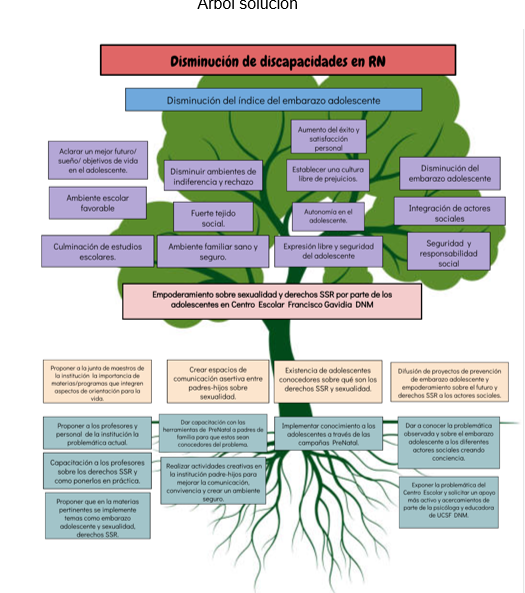 Árbol solución
Disminución de discapacidades en RN
Disminución del índice del embarazo adolescente
Aumento del éxito y
satisfacción
personal
Aclarar un mejor futuro/
sueño/ objetivos de vida
en el adolescente.
Disminuir ambientes de
indiferencia y rechazo
Establecer una cultura
libre de prejuicios.
Disminución del
embarazo adolescente
Ambiente escolar
favorable
Fuerte tejido
social.
Autonomía en el
adolescente.
Integración de actores
sociales
Culminación de estudios
escolares.
Ambiente familiar sano y
seguro.
Expresión libre y seguridad
del adolescente
Seguridad y
responsabilidad
social
Empoderamiento sobre sexualidad y derechos SSR por parte de los
adolescentes en Centro Escolar Francisco Gavidia DNM
Proponer a la junta de maestros de
la institución la importancia de
materias/programas que integren
aspectos de orientación para la
vida.
Crear espacios de
comunicación asertiva entre
padres-hijos sobre
sexualidad.
Existencia de adolescentes
conocedores sobre qué son los
derechos SSR y sexualidad.
Difusión de proyectos de prevención
de embarazo adolescente y
empoderamiento sobre el futuro y
derechos SSR a los actores sociales.
Proponer a los profesores y
personal de la institución la
problemática actual.
Dar capacitación con las
herramientas de PreNatal a padres de
familia para que estos sean
conocedores del problema.
Implementar conocimiento a los
adolescentes a través de las
campañas PreNatal.
Dar a conocer la problemática
observada y sobre el embarazo
adolescente a los diferentes
actores sociales creando
conciencia.
Capacitación a los profesores
sobre los derechos SSR y
como ponerlos en práctica.
Realizar actividades creativas en
la institución padre-hijos para
mejorar la comunicación,
convivencia y crear un ambiente
seguro.
Exponer la problemática del
Centro Escolar y solicitar un apoyo
más activo y acercamientos de
parte de la psicóloga y educadora
de UCSF DNM.
Proponer que en la materias
pertinentes se implemente
temas como embarazo
adolescente y sexualidad,
derechos SSR.